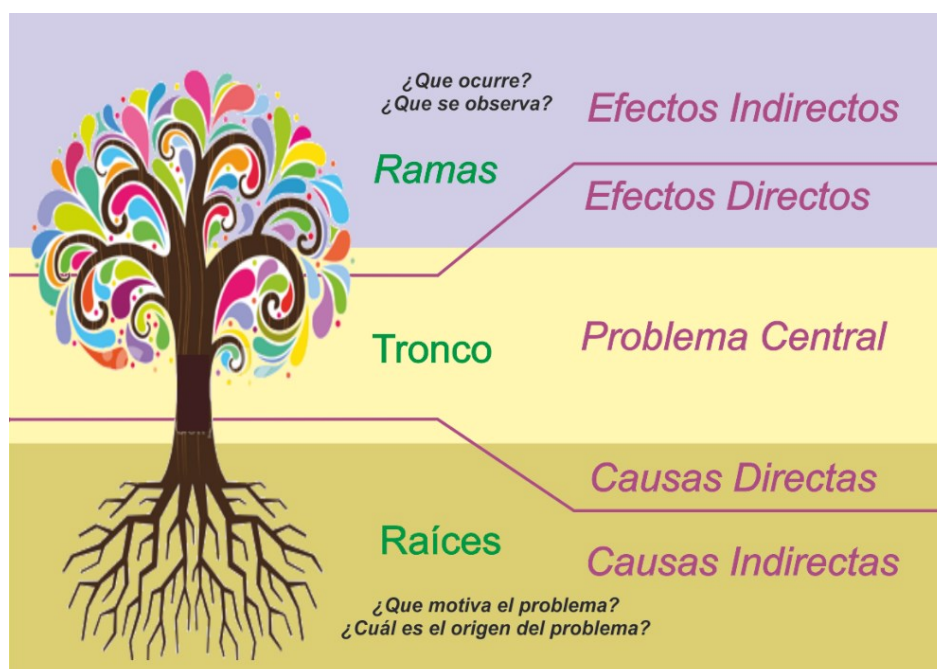 ¿Que ocurre?
¿Que se observa?
Efectos Indirectos
Ramas
Efectos Directos
Tronco
Problema Central
Causas Directas
Raíces
Causas Indirectas
¿Que motiva el problema?
¿Cuál es el origen del problema?